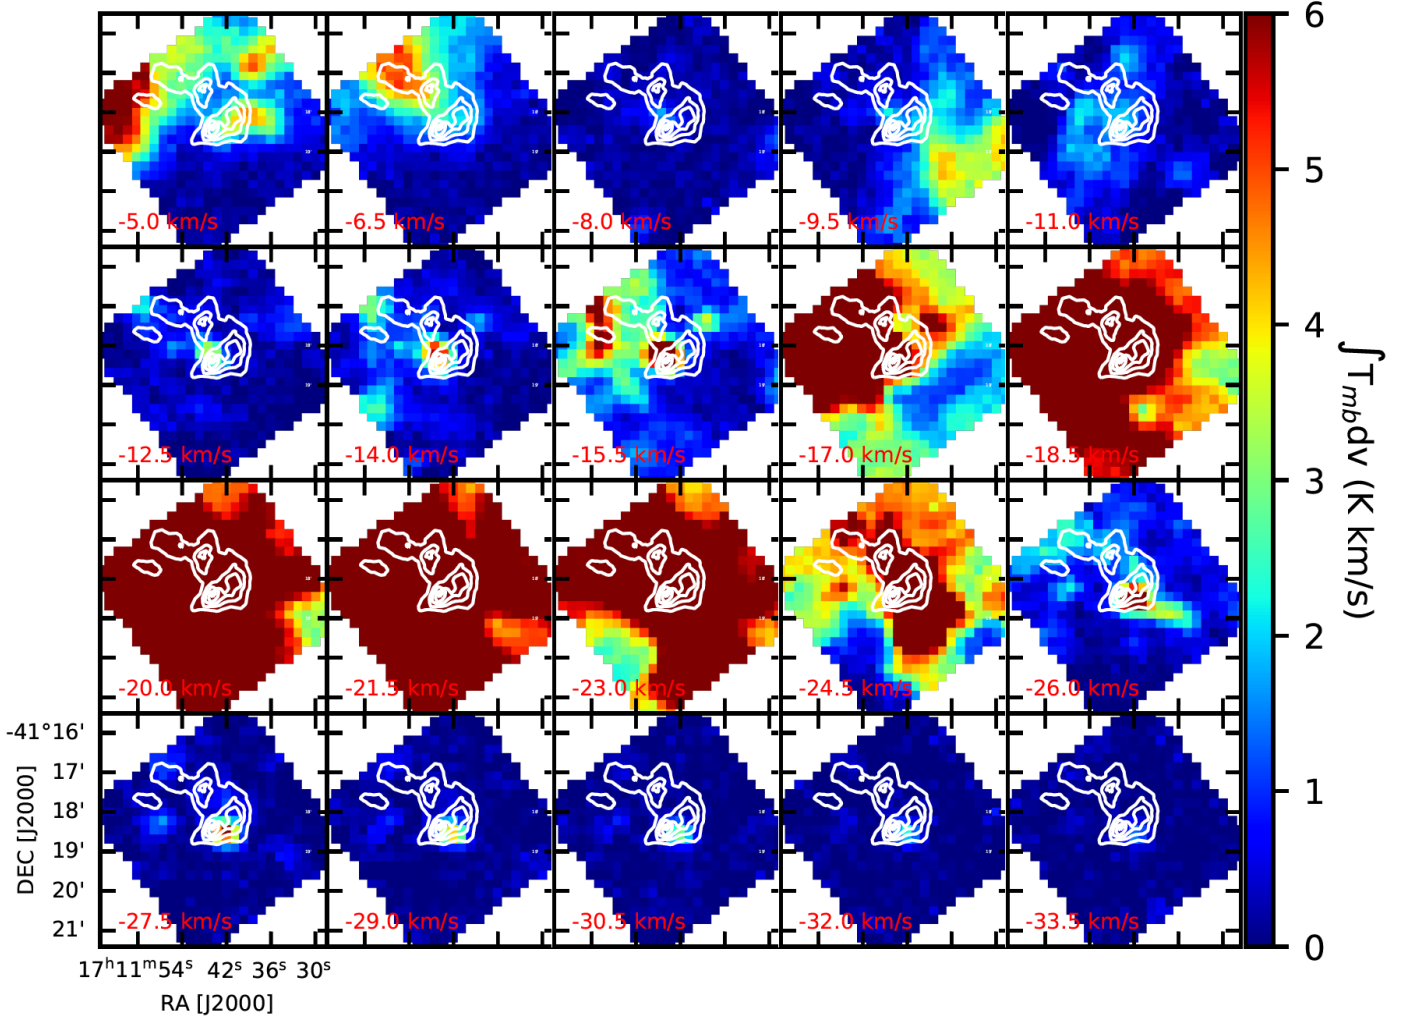 -5.0 km/s
-6.5 km/s
-8.0 km/s
-9.5 km/s
-11.0 km/s
-12.5 km/s
-14.0 km/s
-15.5 km/s
-17.0 km/s
-18.5 km/s
-20.0 km/s
-21.5 km/s
-23.0 km/s
-24.5 km/s
-26.0 km/s
-27.5 km/s
-29.0 km/s
-30.5 km/s
-32.0 km/s
-33.5 km/s
-41°16'
17'
18'
19'
20'
21'
DEC [J2000]
17ʰ11ᵐ54ˢ 42ˢ 36ˢ 30ˢ
RA [J2000]
6
5
4
3
2
1
0
∫T_mb dv (K km/s)